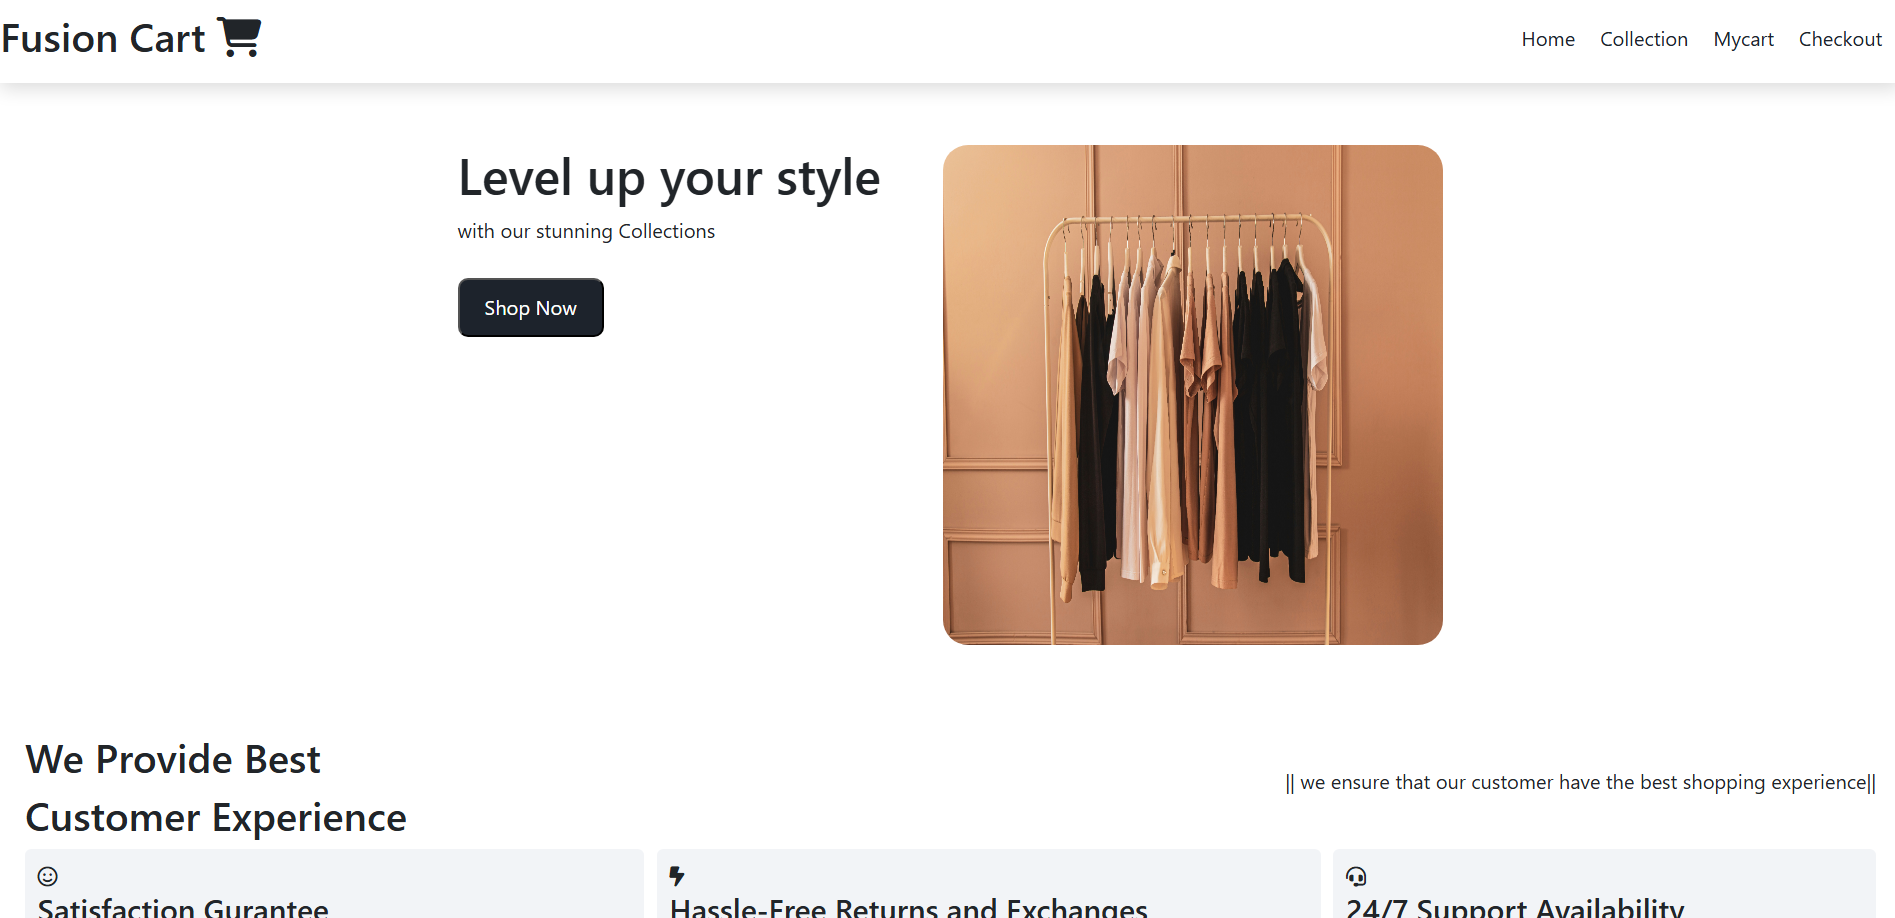 Fusion Cart
Home Collection Mycart Checkout
Level up your style
with our stunning Collections
Shop Now
We Provide Best
Customer Experience
|| we ensure that our customer have the best shopping experience||
Satisfaction Gurantee
Hassle-Free Returns and Exchanges
24/7 Support Availability